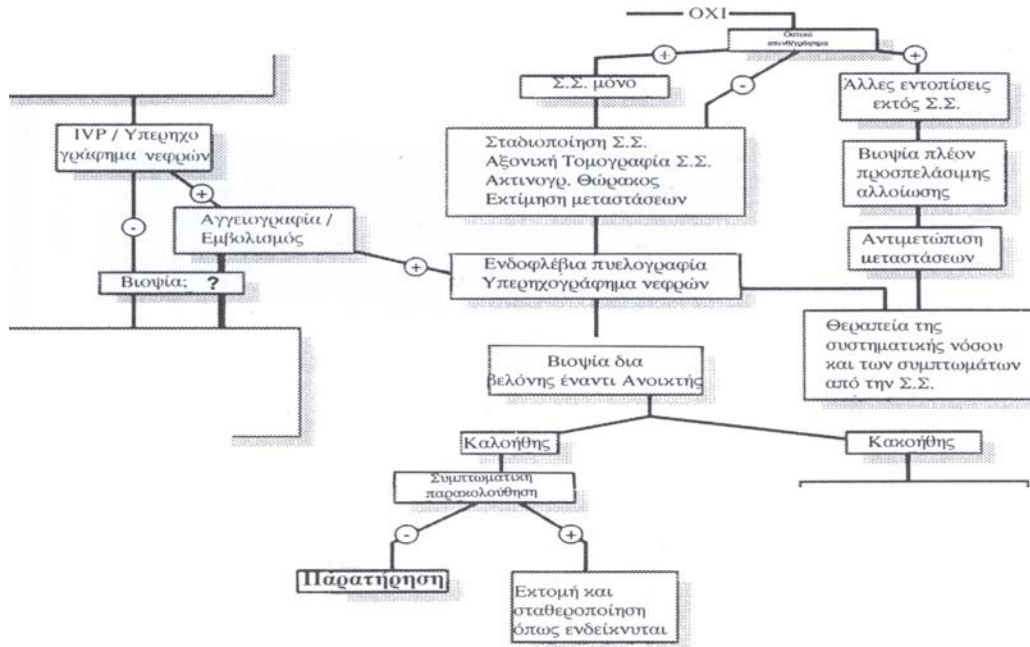 ΟΧΙ
Οστικό
σπινθ/γράφημα
+
+
-
Σ.Σ. μόνο
Άλλες εντοπίσεις
εκτός Σ.Σ.
IVP / Υπερηχο
γράφημα νεφρών
Σταδιοποίηση Σ.Σ.
Αξονική Τομογραφία Σ.Σ.
Ακτινογρ. Θώρακος
Εκτίμηση μεταστάσεων
Βιοψία πλέον
προσπελάσιμης
αλλοίωσης
+
-
Αγγειογραφία /
Εμβολισμός
Αντιμετώπιση
μεταστάσεων
+
Ενδοφλέβια πυελογραφία
Υπερηχογράφημα νεφρών
Βιοψία; ?
Θεραπεία της
συστηματικής νόσου
και των συμπτωμάτων
από την Σ.Σ.
Βιοψία δια
βελόνης έναντι Ανοικτής
Καλοήθης
Κακοήθης
Συμπτωματική
παρακολούθηση
-
+
Παρατήρηση
Εκτομή και
σταθεροποίηση
όπως ενδείκνυται